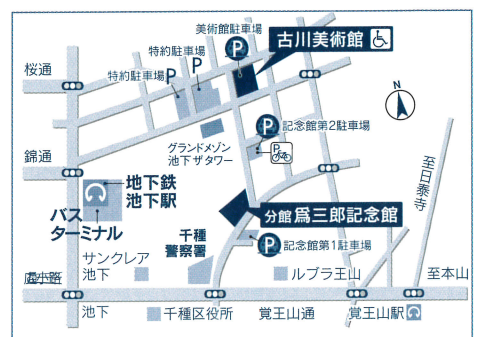 美術館駐車場
P
古川美術館
特約駐車場
P
特約駐車場
P
桜通
N
P
記念館第2駐車場
P
グランドメゾン
池下 ザ タワー
錦通
至日泰寺
地下鉄
池下駅
バス
ターミナル
分館 爲三郎記念館
千種
警察署
P
記念館第1駐車場
サンクレア
池下
ルブラ王山
至本山
広小路
池下
千種区役所
覚王山通
覚王山駅